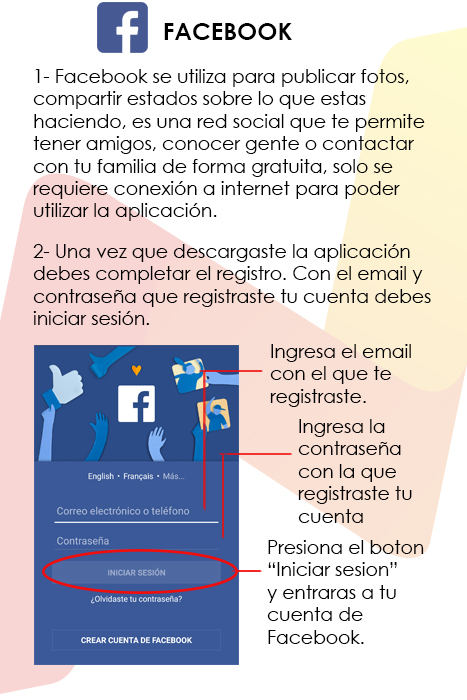 FACEBOOK
1- Facebook se utiliza para publicar fotos,
compartir estados sobre lo que estas
haciendo, es una red social que te permite
tener amigos, conocer gente o contactar
con tu familia de forma gratuita, solo se
requiere conexión a internet para poder
utilizar la aplicación.
2- Una vez que descargaste la aplicación
debes completar el registro. Con el email y
contraseña que registraste tu cuenta debes
iniciar sesión.
Ingresa el email
con el que te
registraste.
Ingresa la
contraseña
con la que
registraste tu
cuenta
Presiona el boton
“Iniciar sesion”
y entraras a tu
cuenta de
Facebook.
English • Français • Más...
Correo electrónico o teléfono
Contraseña
INICIAR SESIÓN
¿Olvidaste tu contraseña?
CREAR CUENTA DE FACEBOOK